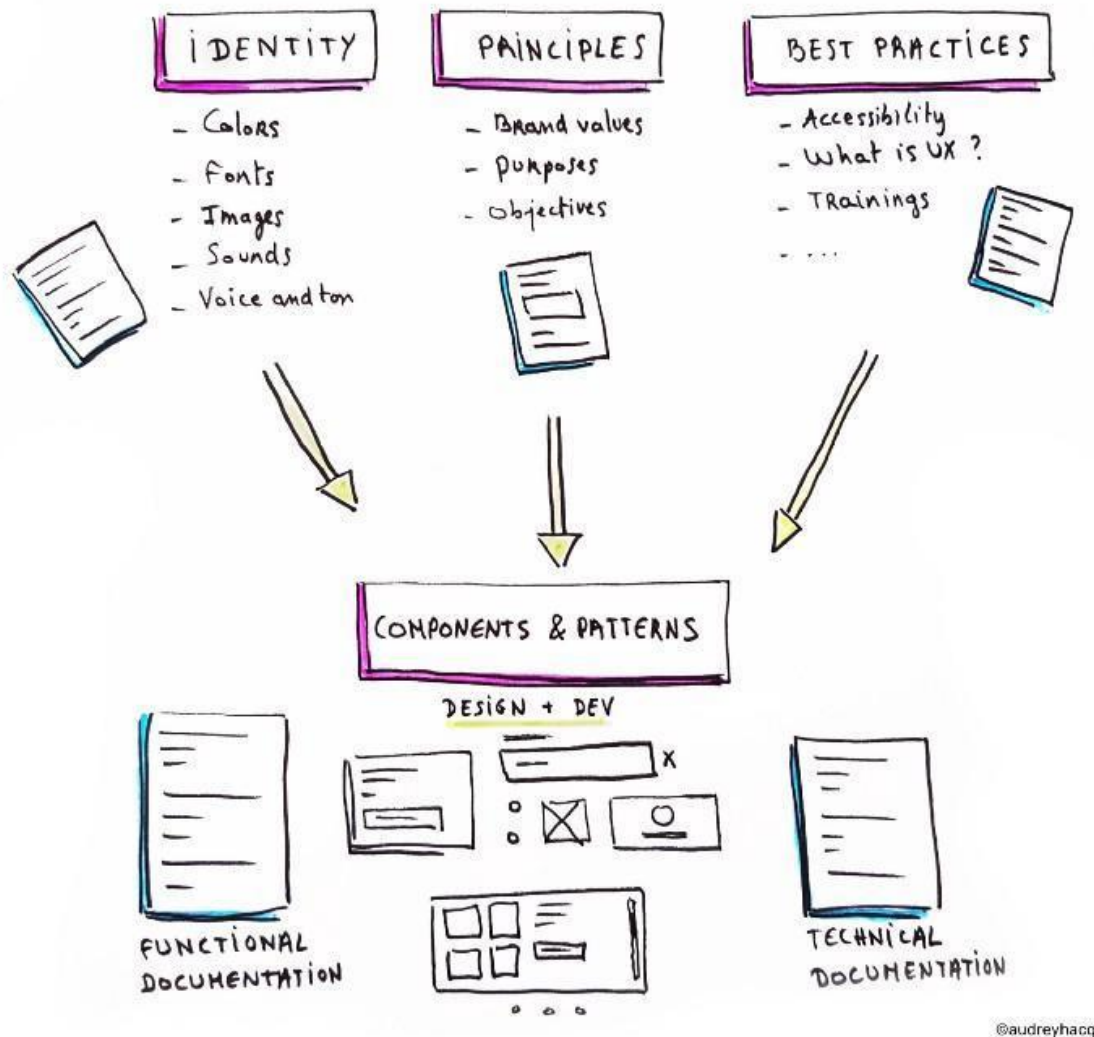 iDENTiTY
- Colors
- Fonts
- Images
- Sounds
- Voice and ton
PRiNCiPLES
- Brand values
- Purposes
- Objectives
BEST PRACTiCES
- Accessibility
- What is UX ?
- Trainings
- ...
COMPONENTS & PATTERNS
DESiGN + DEV
x
FUNCTiONAL
DOCUMENTATiON
TECHNiCAL
DOCUMENTATiON
©audreyhacq